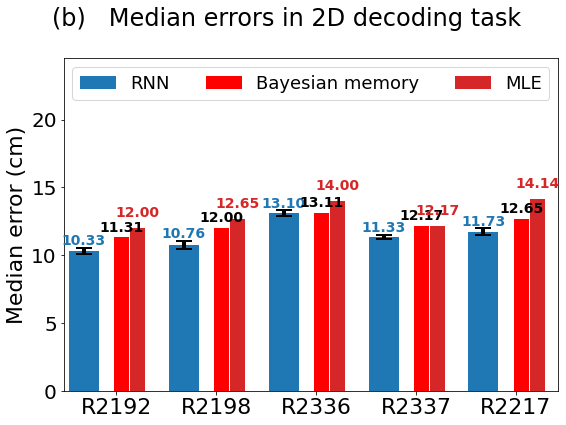 (b) Median errors in 2D decoding task
RNN Bayesian memory MLE
Median error (cm)
20
15
10
5
0
10.33 11.31 12.00
10.76 12.00 12.65
13.10 13.11 14.00
11.33 12.17 12.17
11.73 12.65 14.14
R2192 R2198 R2336 R2337 R2217